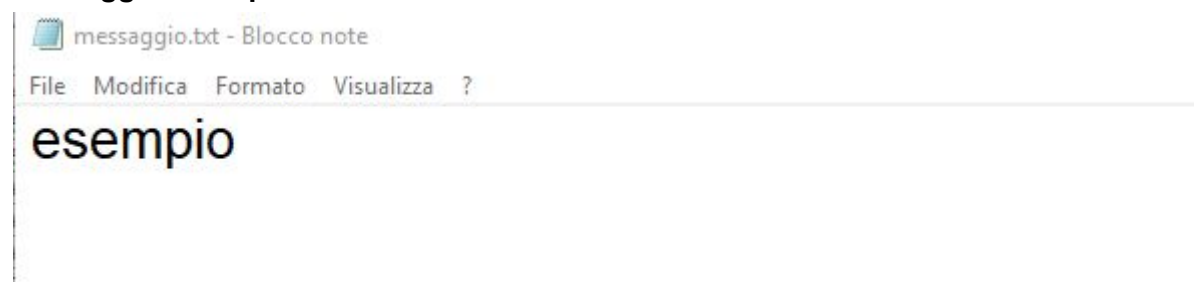 messaggio.txt - Blocco note
File Modifica Formato Visualizza ?
esempio